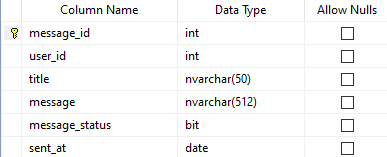 Column Name Data Type Allow Nulls
message_id int
user_id int
title nvarchar(50)
message nvarchar(512)
message_status bit
sent_at date